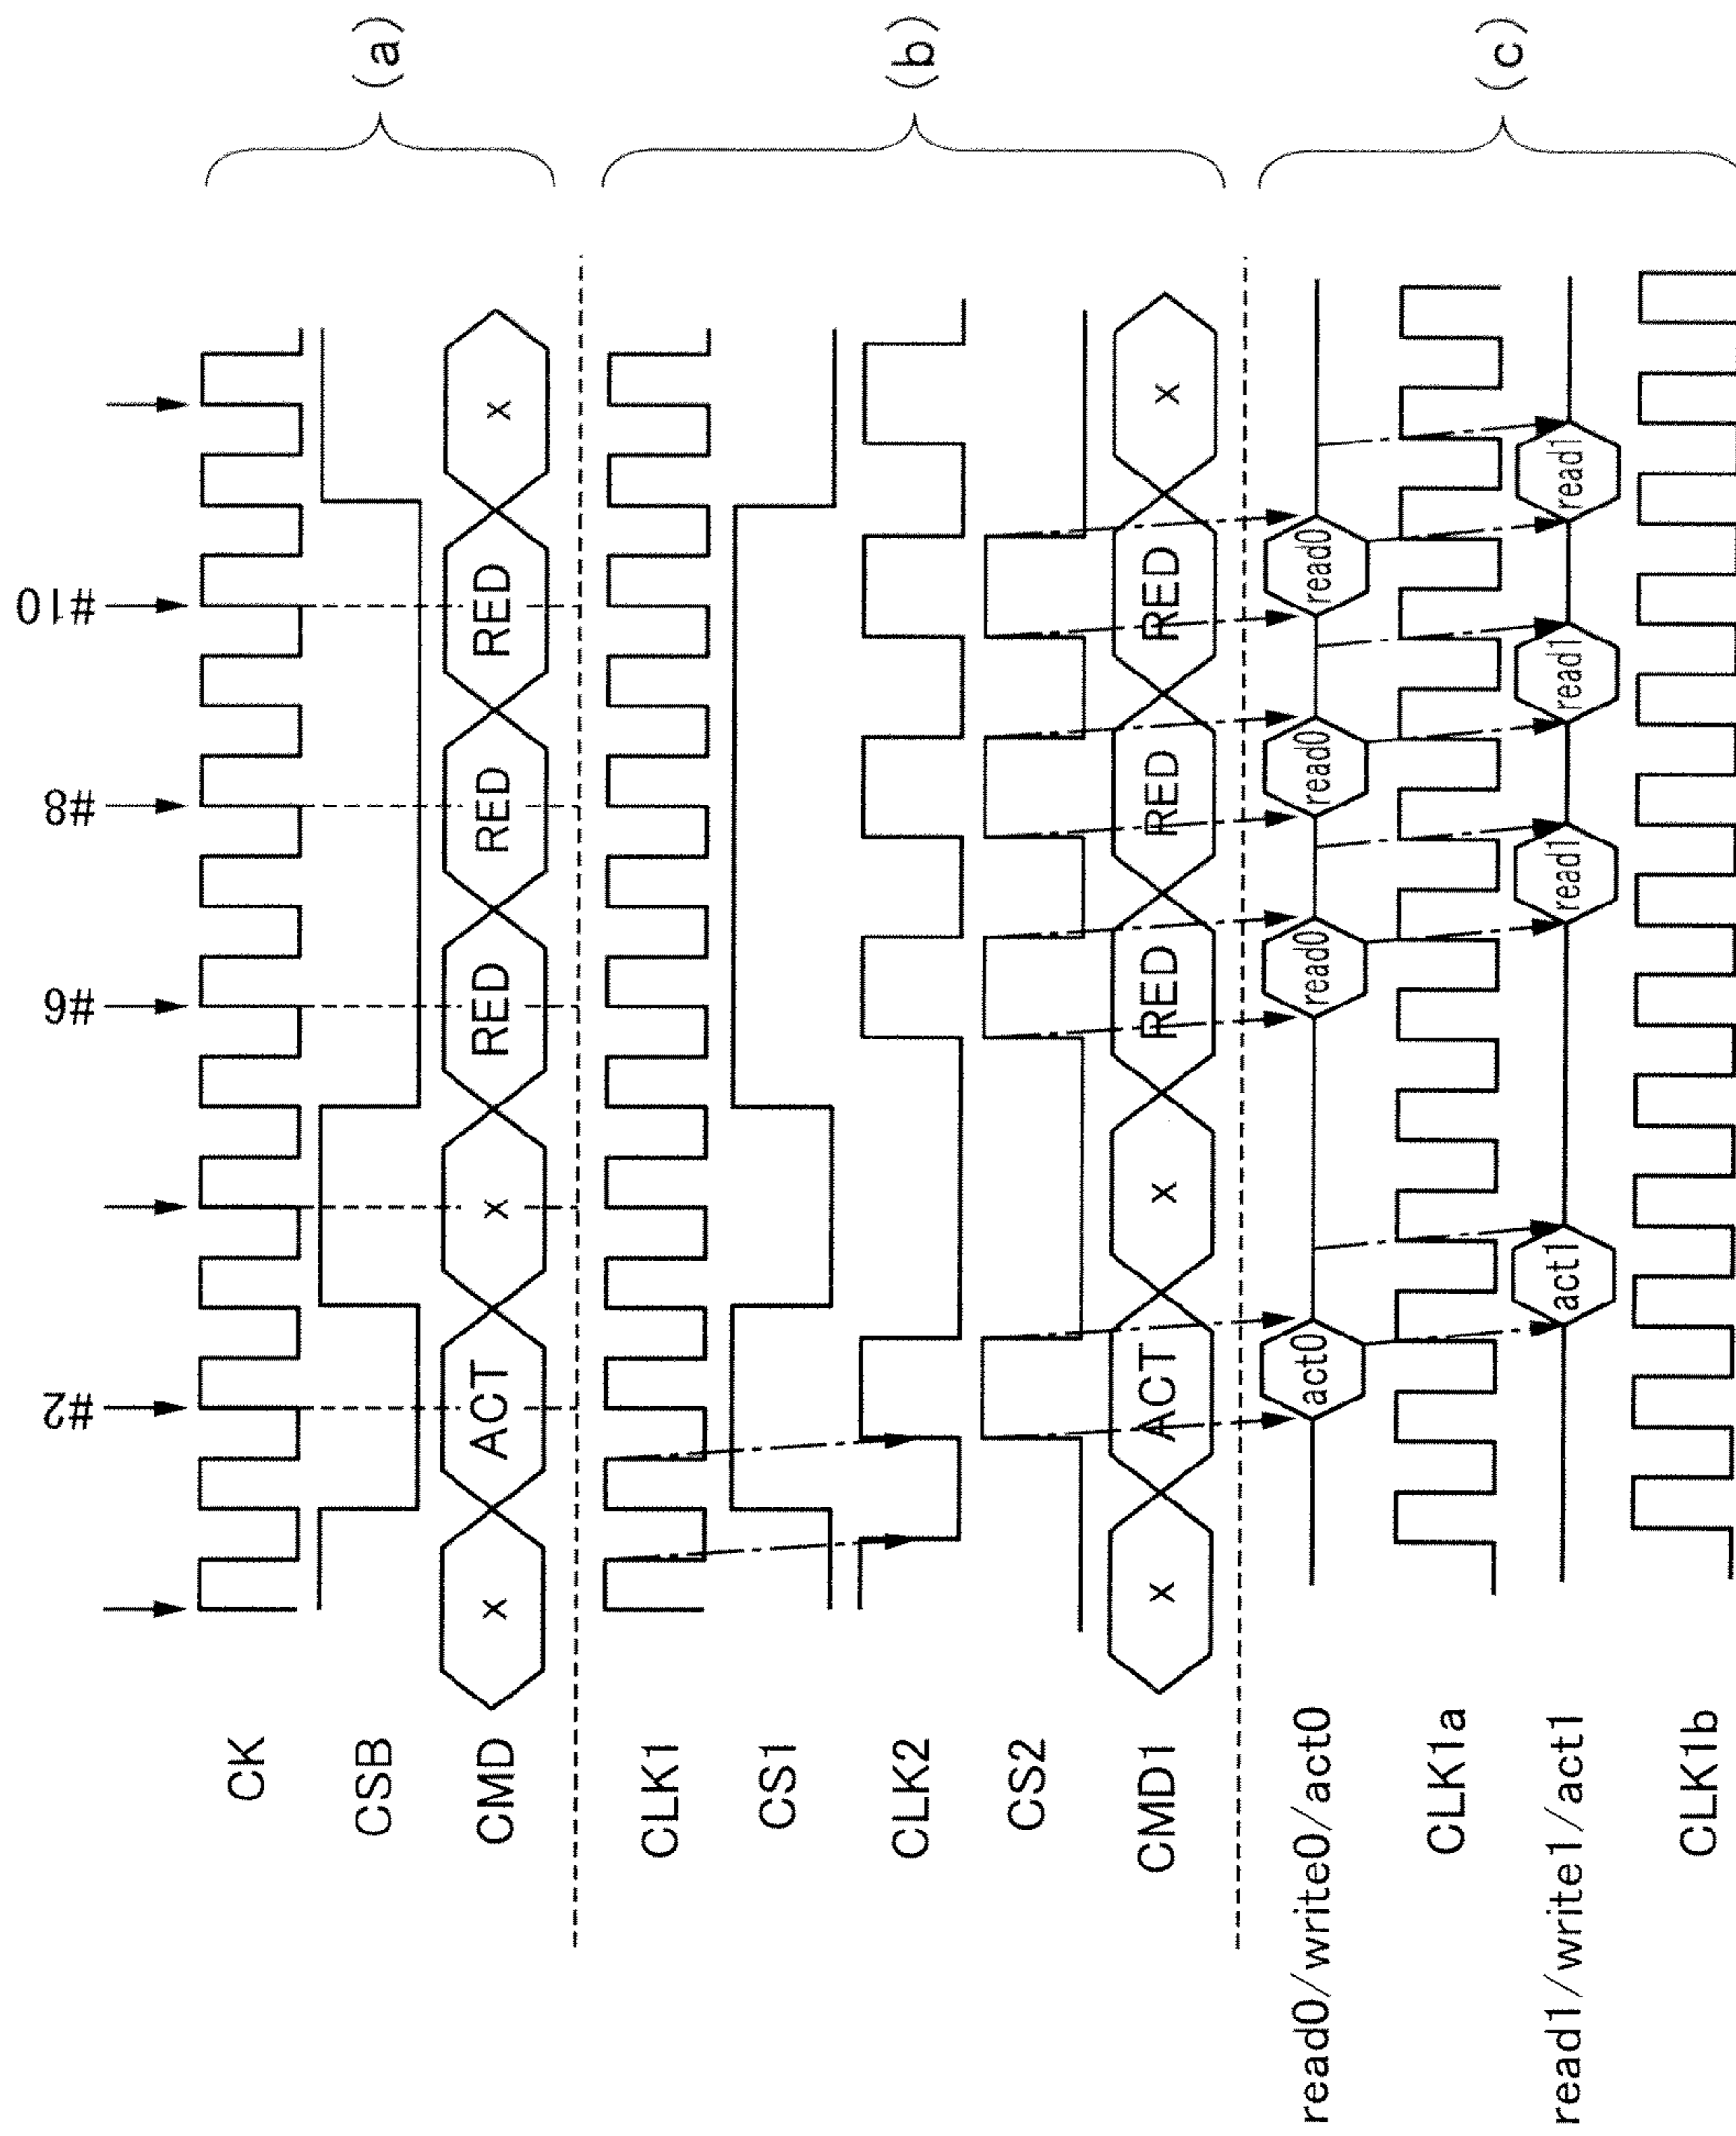 #2 #6 #8 #10
CK
CSB
(a)
CMD x ACT x RED RED RED x
CLK1
CS1
CLK2
(b)
CS2
CMD1 x ACT x RED RED RED x
read0/write0/act0 act0 read0 read0 read0
CLK1a
(c)
read1/write1/act1 act1 read1 read1 read1
CLK1b